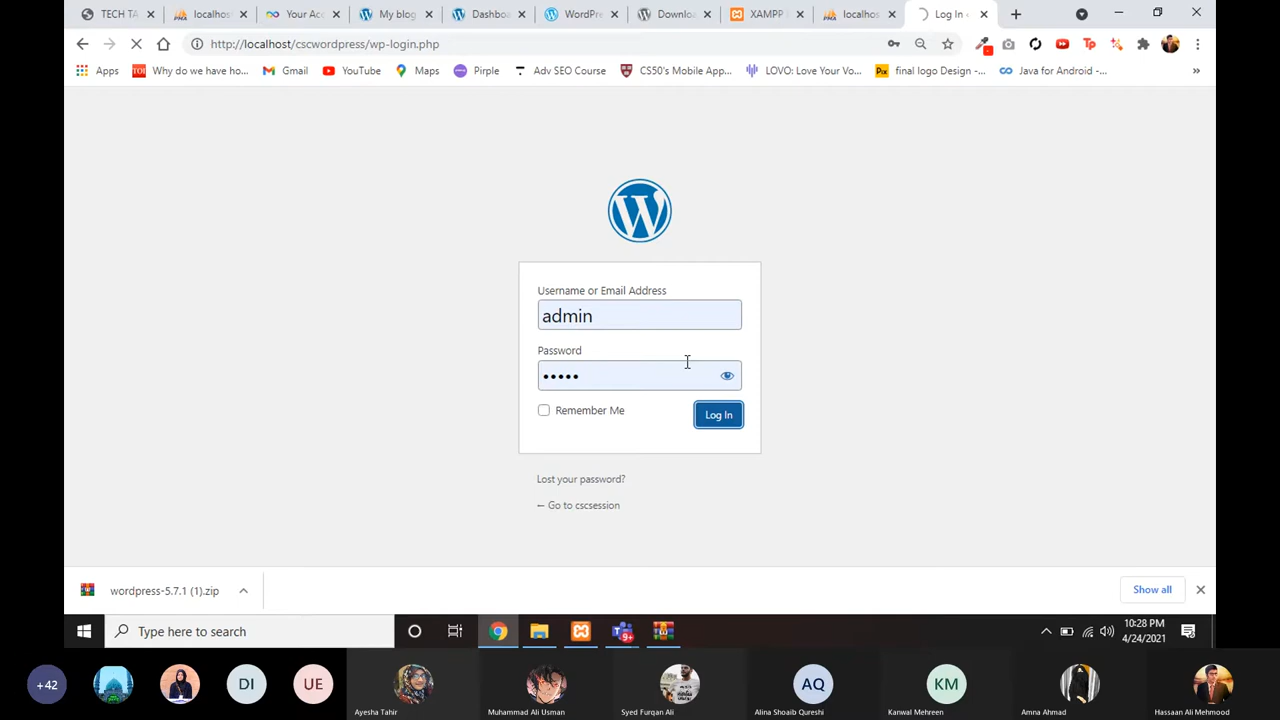 TECH TA
localhos
Your Acc
My blog
Dashboa
WordPre
Downloa
XAMPP I
localhos
Log In ‹
http://localhost/cscwordpress/wp-login.php
Apps
TOI
Why do we have ho...
Gmail
YouTube
Maps
Pirple
Adv SEO Course
CS50's Mobile App...
LOVO: Love Your Vo...
Pix
final logo Design -...
Java for Android -...
»
W
Username or Email Address
admin
Password
•••••
Remember Me
Log In
Lost your password?
← Go to cscsession
wordpress-5.7.1 (1).zip
Show all
Type here to search
9+
10:28 PM
4/24/2021
+42
DI
UE
AQ
KM
Ayesha Tahir
Muhammad Ali Usman
Syed Furqan Ali
Alina Shoaib Qureshi
Kanwal Mehreen
Amna Ahmad
Hassaan Ali Mehmood